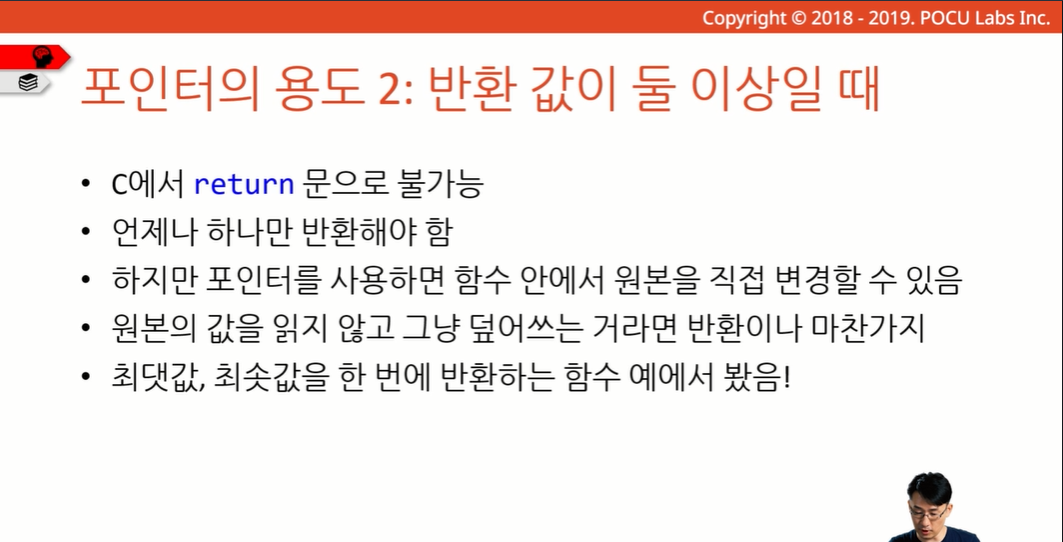 Copyright © 2018 - 2019. POCU Labs Inc.
포인터의 용도 2: 반환 값이 둘 이상일 때
• C에서 return 문으로 불가능
• 언제나 하나만 반환해야 함
• 하지만 포인터를 사용하면 함수 안에서 원본을 직접 변경할 수 있음
• 원본의 값을 읽지 않고 그냥 덮어쓰는 거라면 반환이나 마찬가지
• 최댓값, 최솟값을 한 번에 반환하는 함수 예에서 봤음!